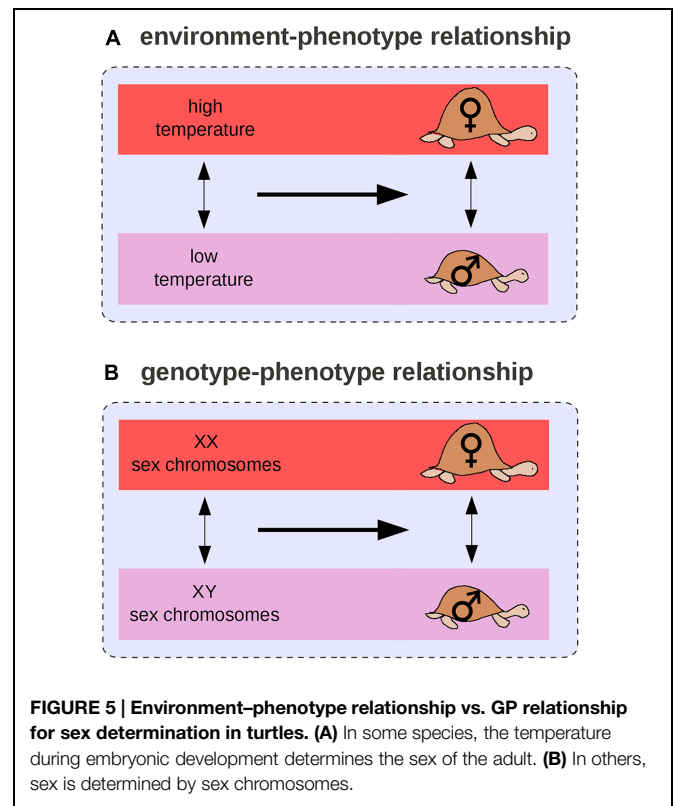 A environment-phenotype relationship
high
temperature
♀
low
temperature
♂
B genotype-phenotype relationship
XX
sex chromosomes
♀
XY
sex chromosomes
♂
FIGURE 5 | Environment–phenotype relationship vs. GP relationship
for sex determination in turtles. (A) In some species, the temperature
during embryonic development determines the sex of the adult. (B) In others,
sex is determined by sex chromosomes.